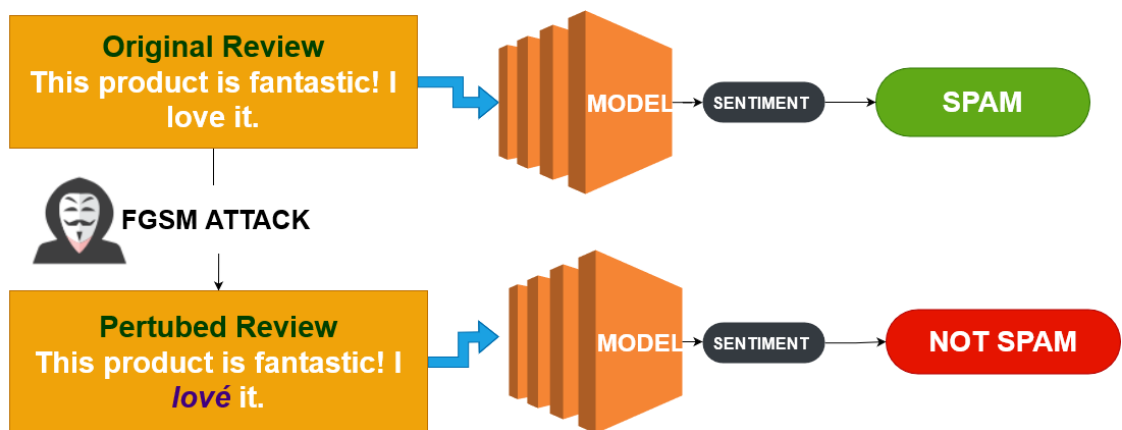 Original Review
This product is fantastic! I
love it.
MODEL
SENTIMENT
SPAM
FGSM ATTACK
Pertubed Review
This product is fantastic! I
lové it.
MODEL
SENTIMENT
NOT SPAM